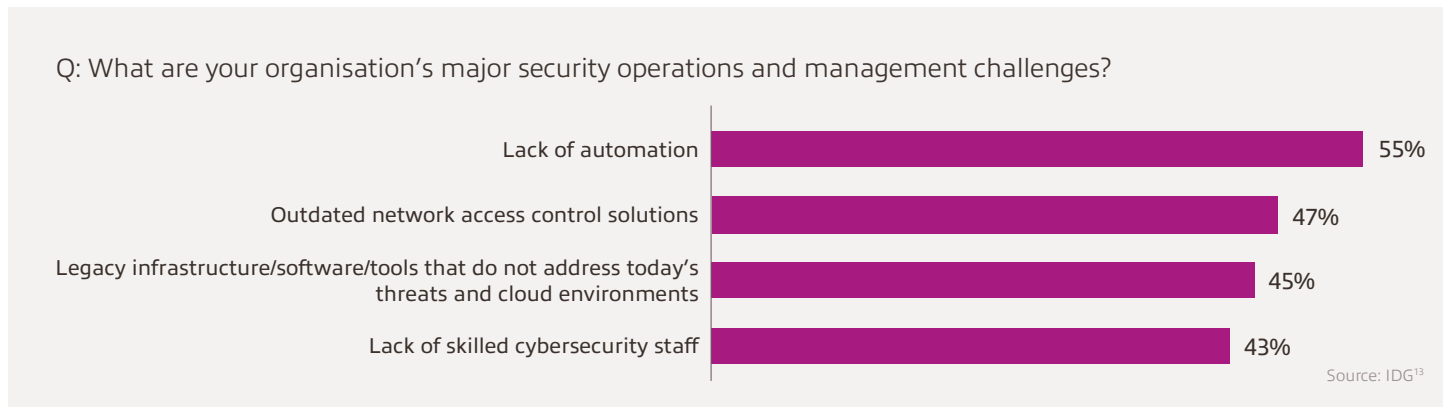 Q: What are your organisation’s major security operations and management challenges?
Lack of automation
55%
Outdated network access control solutions
47%
Legacy infrastructure/software/tools that do not address today’s
threats and cloud environments
45%
Lack of skilled cybersecurity staff
43%
Source: IDG¹³